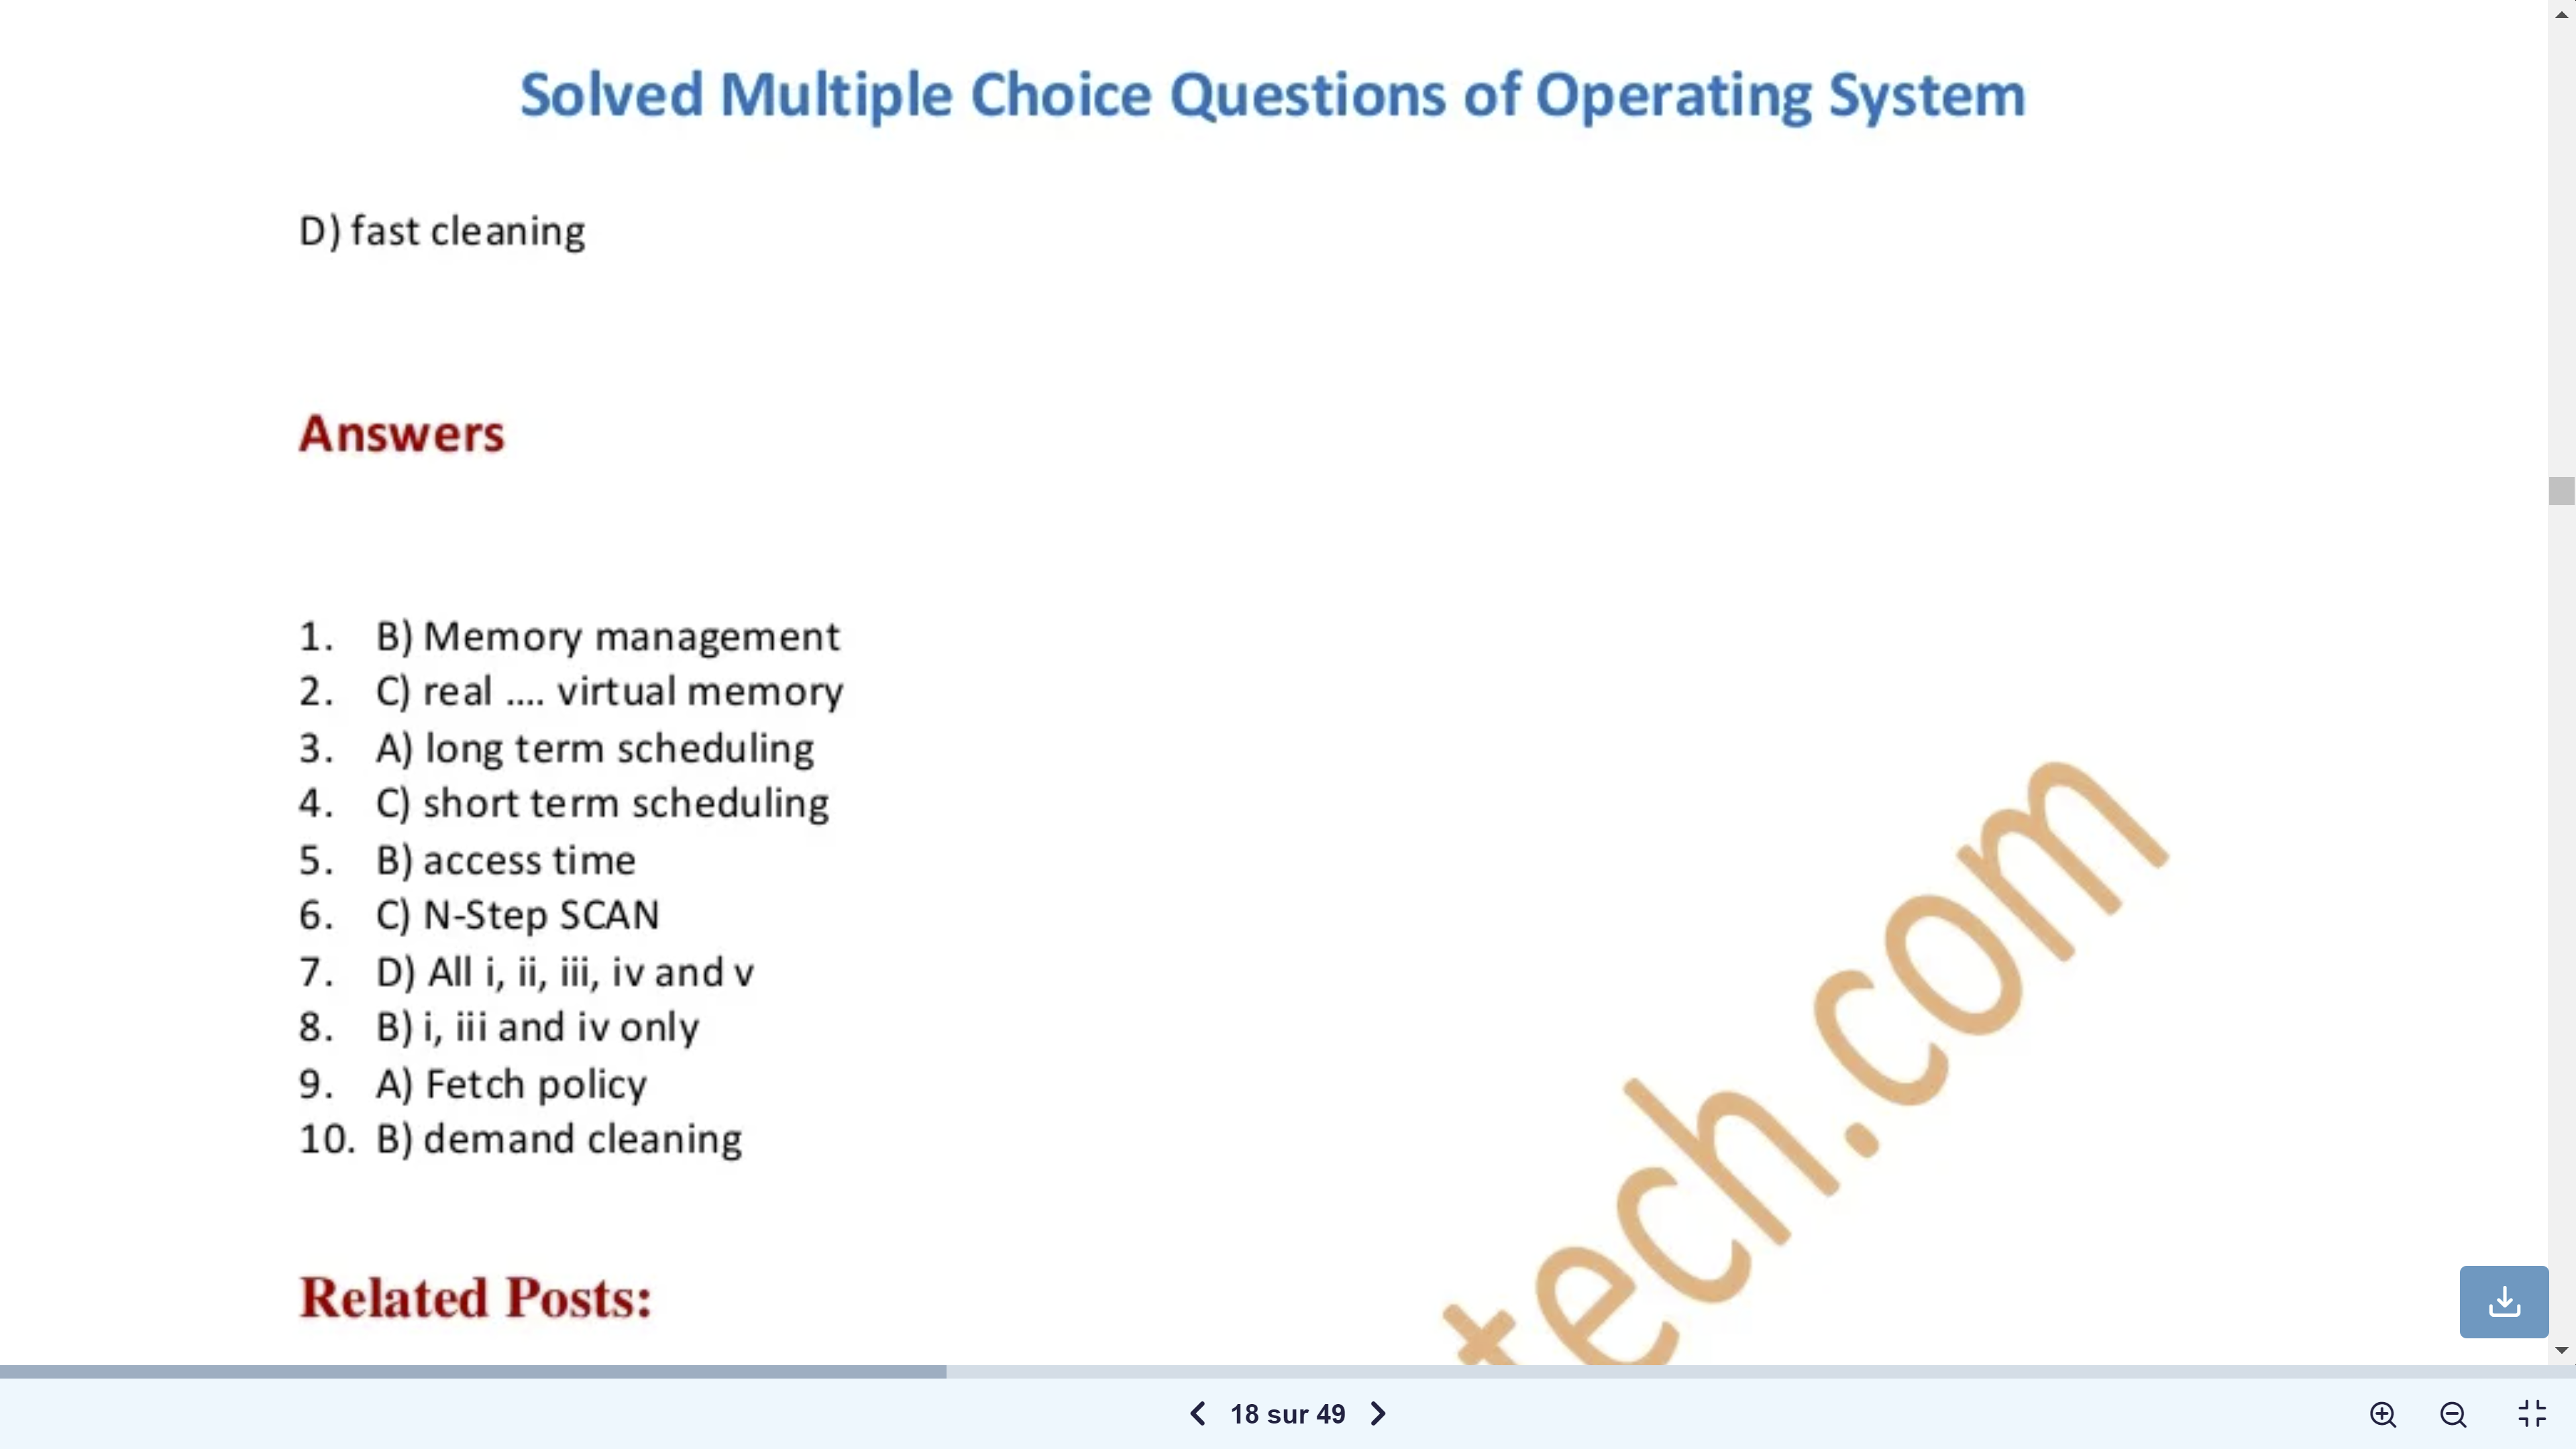 Solved Multiple Choice Questions of Operating System
D) fast cleaning
Answers
1. B) Memory management
2. C) real .... virtual memory
3. A) long term scheduling
4. C) short term scheduling
5. B) access time
6. C) N-Step SCAN
7. D) All i, ii, iii, iv and v
8. B) i, iii and iv only
9. A) Fetch policy
10. B) demand cleaning
tech.com
Related Posts:
18 sur 49